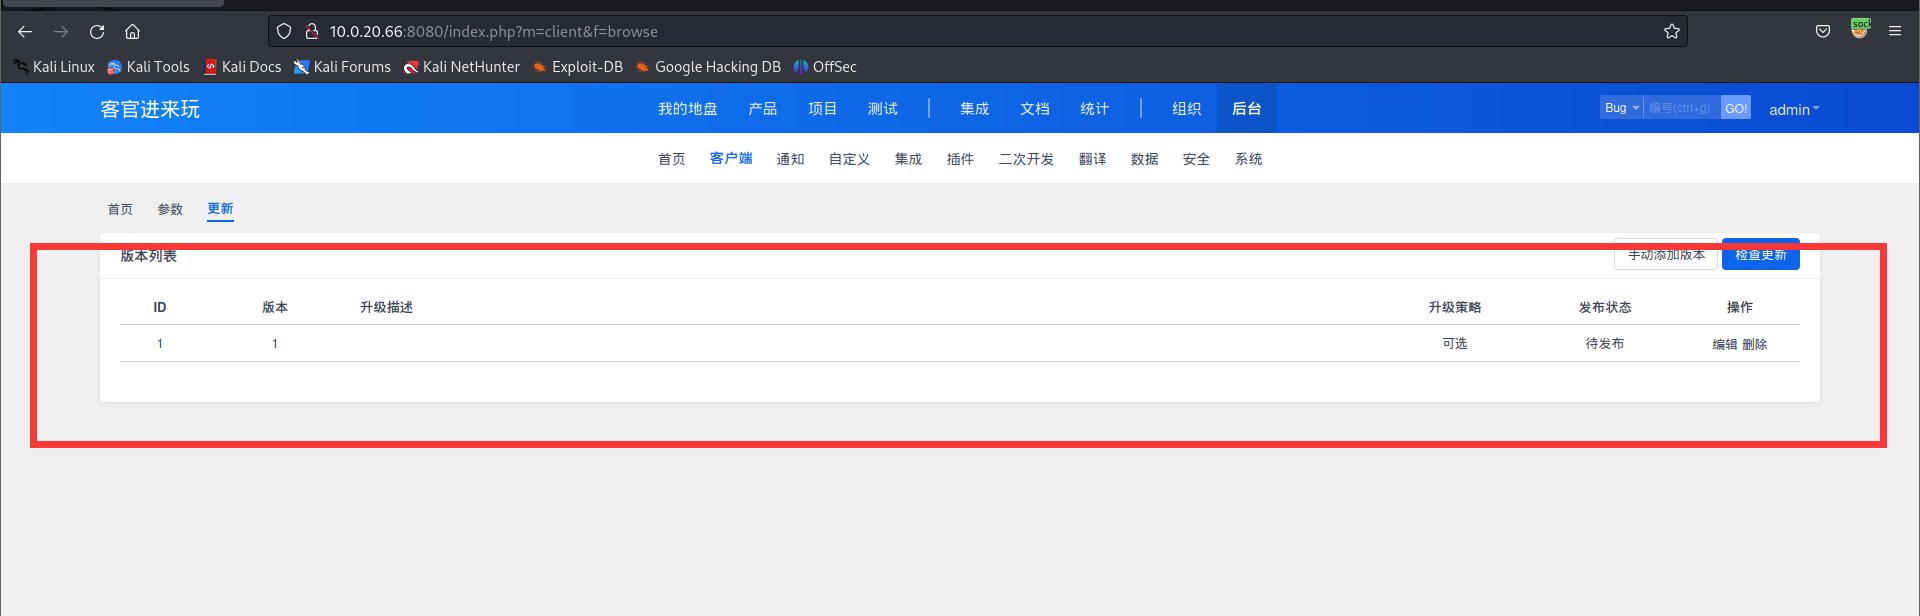 10.0.20.66:8080/index.php?m=client&f=browse
sock
Kali Linux Kali Tools Kali Docs Kali Forums Kali NetHunter Exploit-DB Google Hacking DB OffSec
客官进来玩 我的地盘 产品 项目 测试 集成 文档 统计 组织 后台 Bug 编号(ctrl+g) GO! admin
首页 客户端 通知 自定义 集成 插件 二次开发 翻译 数据 安全 系统
首页 参数 更新
版本列表 手动添加版本 检查更新
ID 版本 升级描述 升级策略 发布状态 操作
1 1 可选 待发布 编辑 删除